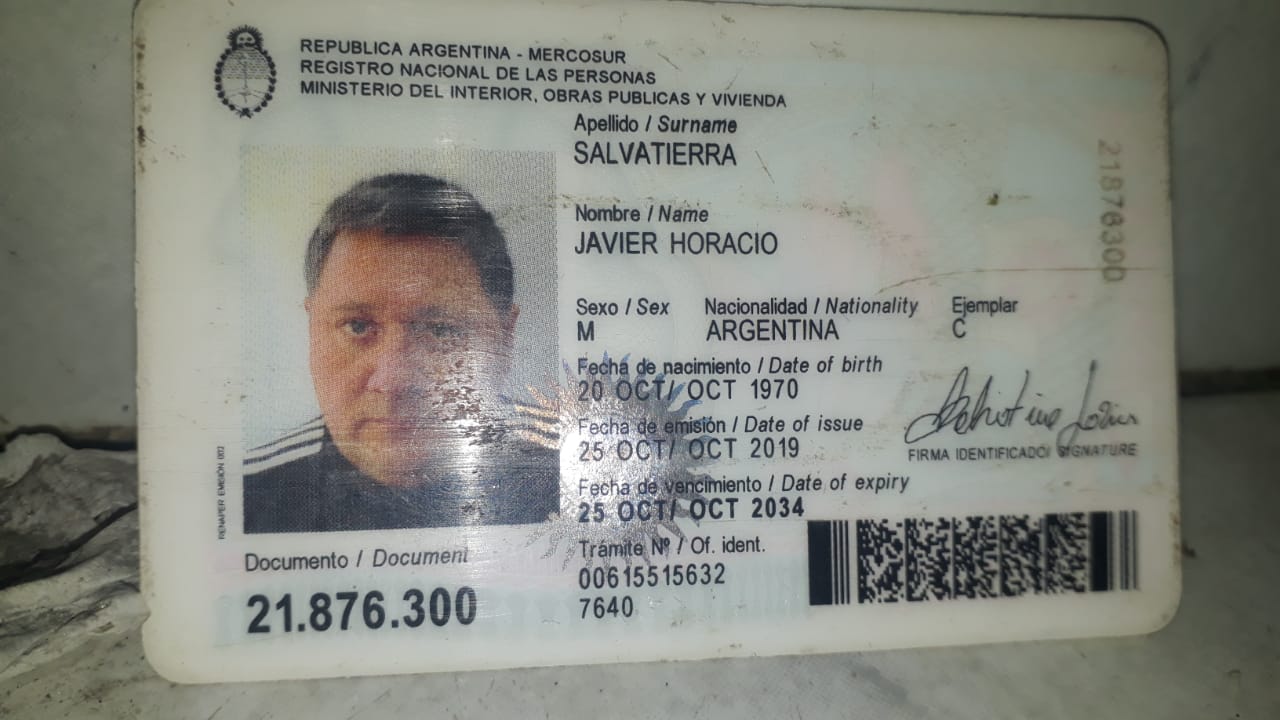 REPUBLICA ARGENTINA - MERCOSUR
REGISTRO NACIONAL DE LAS PERSONAS
MINISTERIO DEL INTERIOR, OBRAS PUBLICAS Y VIVIENDA
Apellido / Surname
SALVATIERRA
Nombre / Name
JAVIER HORACIO
Sexo / Sex Nacionalidad / Nationality Ejemplar
M ARGENTINA C
Fecha de nacimiento / Date of birth
20 OCT/ OCT 1970
Fecha de emisión / Date of issue
25 OCT/ OCT 2019
Fecha de vencimiento / Date of expiry
25 OCT/ OCT 2034
FIRMA IDENTIFICADO/ SIGNATURE
Trámite Nº / Of. ident.
00615515632
7640
Documento / Document
21.876.300
21876300